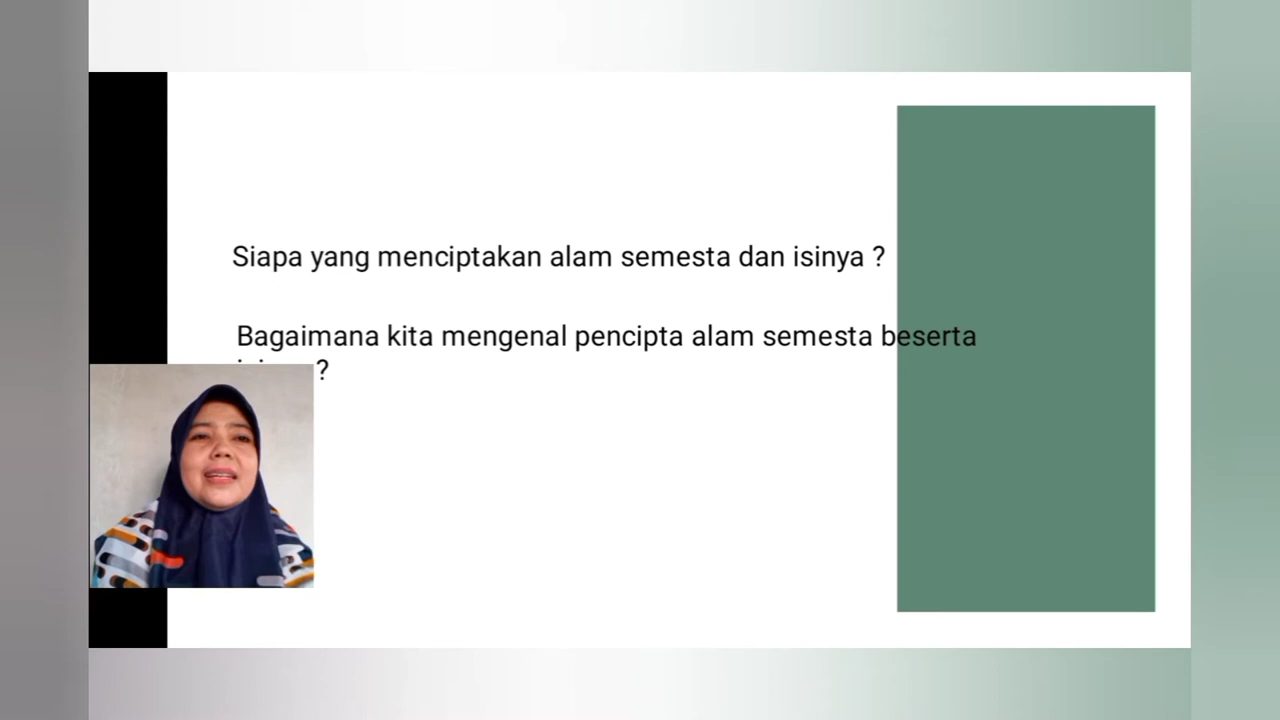 Siapa yang menciptakan alam semesta dan isinya ?
Bagaimana kita mengenal pencipta alam semesta beserta
?